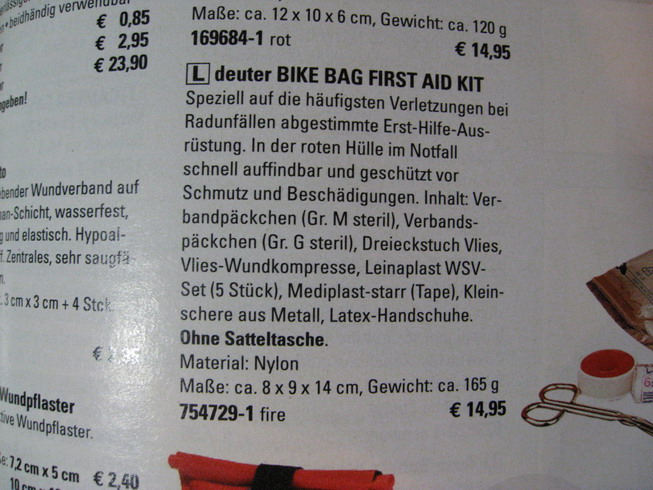 beidhändig verwendbar
€ 0,85
€ 2,95
€ 23,90
geben!
ender Wundverband auf
an-Schicht, wasserfest,
und elastisch. Hypoal-
Zentrales, sehr saugfä-
3 cm x 3 cm + 4 Stck.
€
Wundpflaster
tive Wundpflaster.
7,2 cm x 5 cm € 2,40
10 cm
Maße: ca. 12 x 10 x 6 cm, Gewicht: ca. 120 g
169684-1 rot € 14,95
L deuter BIKE BAG FIRST AID KIT
Speziell auf die häufigsten Verletzungen bei
Radunfällen abgestimmte Erst-Hilfe-Aus-
rüstung. In der roten Hülle im Notfall
schnell auffindbar und geschützt vor
Schmutz und Beschädigungen. Inhalt: Ver-
bandpäckchen (Gr. M steril), Verbands-
päckchen (Gr. G steril), Dreieckstuch Vlies,
Vlies-Wundkompresse, Leinaplast WSV-
Set (5 Stück), Mediplast-starr (Tape), Klein-
schere aus Metall, Latex-Handschuhe.
Ohne Satteltasche.
Material: Nylon
Maße: ca. 8 x 9 x 14 cm, Gewicht: ca. 165 g
754729-1 fire € 14,95